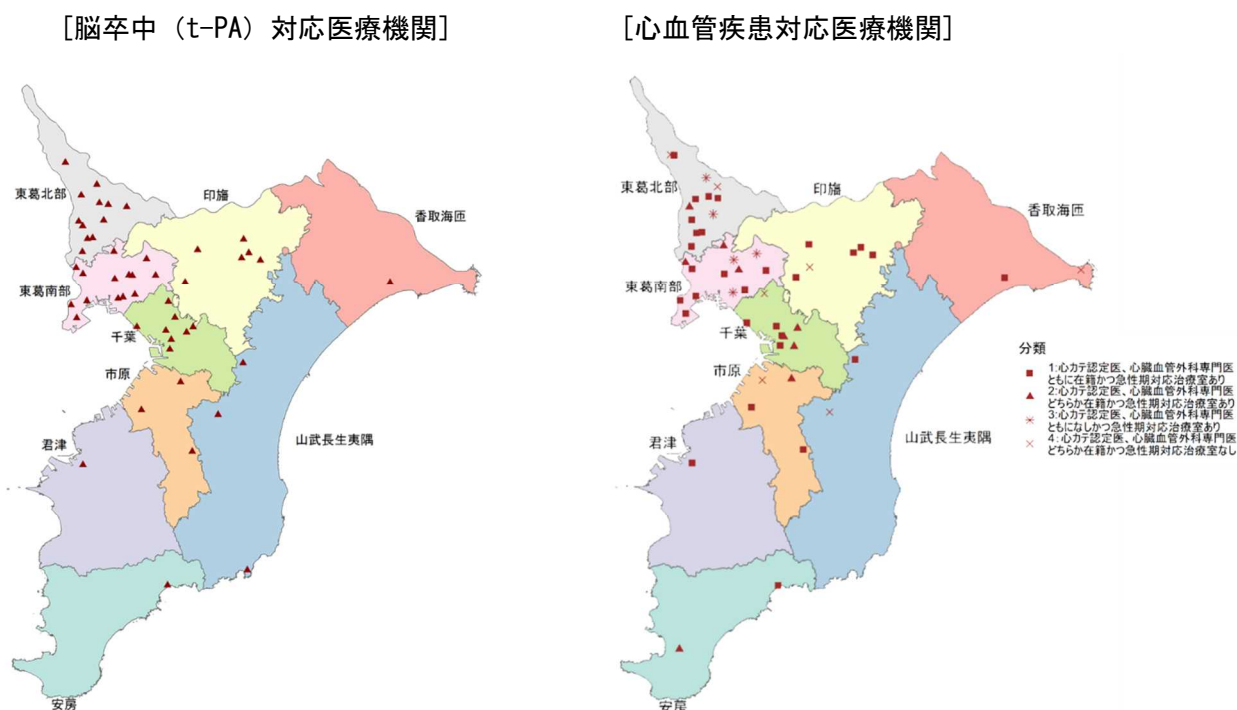 [脳卒中（t-PA）対応医療機関]
[心血管疾患対応医療機関]
東葛北部
印旛
香取海匝
東葛南部
千葉
市原
君津
山武長生夷隅
安房
東葛北部
印旛
香取海匝
東葛南部
千葉
市原
君津
山武長生夷隅
安房
分類
1:心カテ認定医、心臓血管外科専門医
ともに在籍かつ急性期対応治療室あり
2:心カテ認定医、心臓血管外科専門医
どちらか在籍かつ急性期対応治療室あり
3:心カテ認定医、心臓血管外科専門医
ともになしかつ急性期対応治療室あり
4:心カテ認定医、心臓血管外科専門医
どちらか在籍かつ急性期対応治療室なし